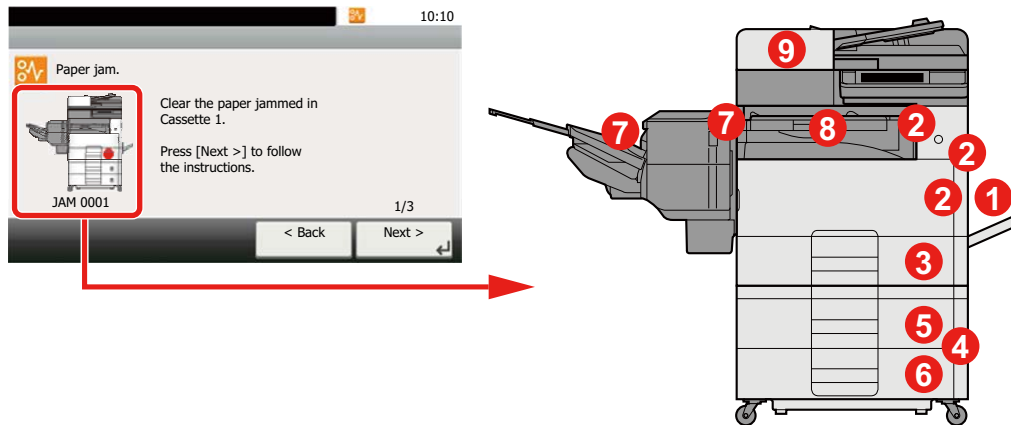 10:10
Paper jam.
Clear the paper jammed in
Cassette 1.
Press [Next >] to follow
the instructions.
JAM 0001
1/3
< Back
Next >
9
7
7
8
2
2
2
1
3
5
4
6